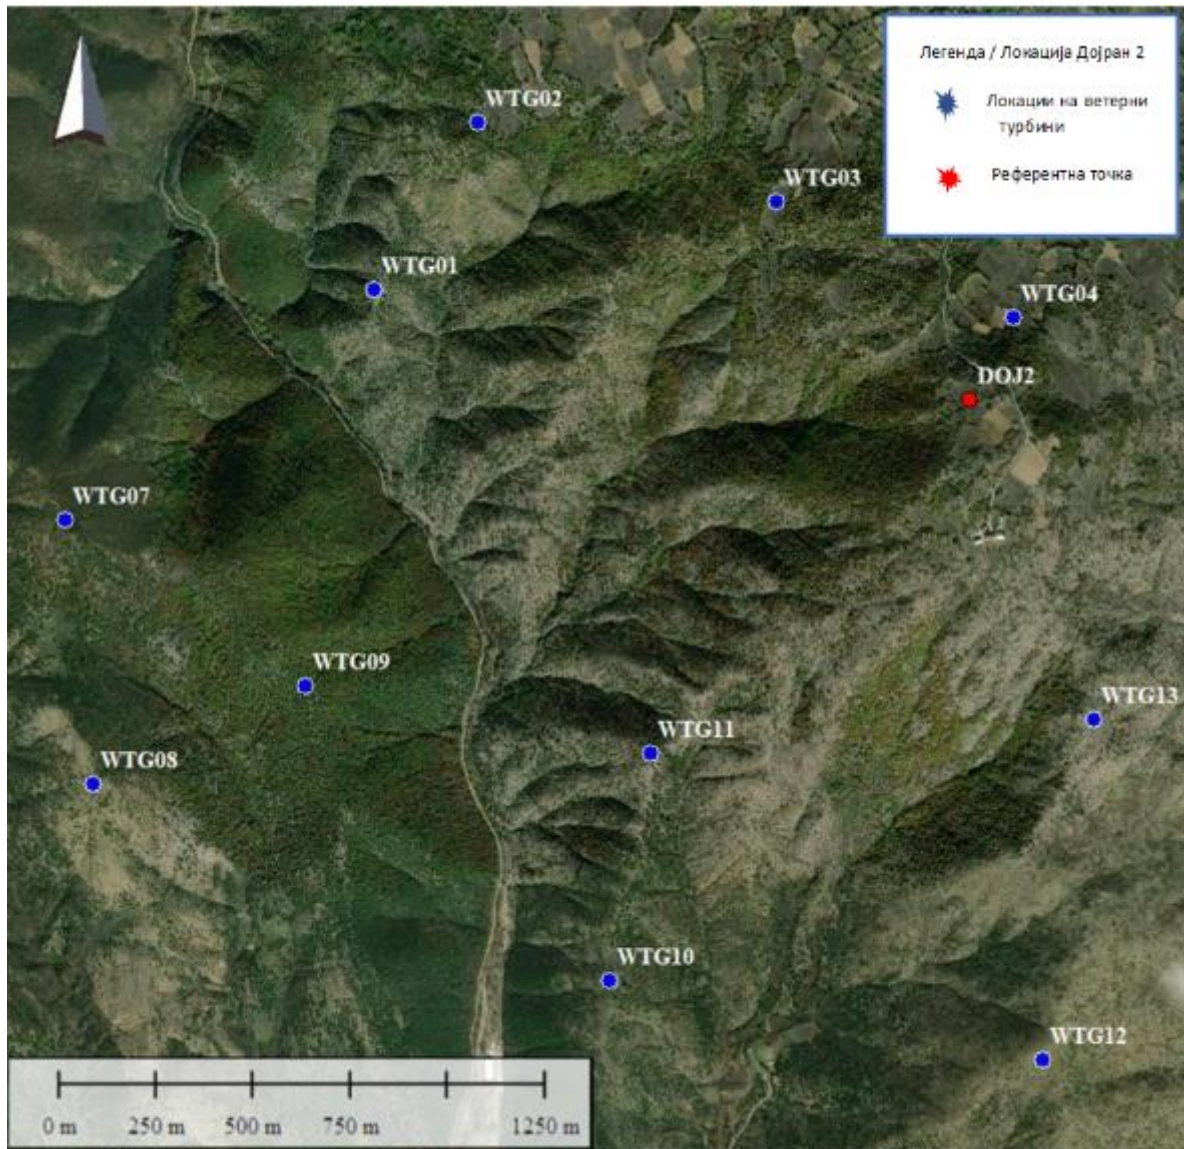 Легенда / Локација Дојран 2
Локации на ветерни
турбини
Референтна точка
WTG02
WTG03
WTG01
WTG04
DOJ2
WTG07
WTG09
WTG13
WTG11
WTG08
WTG10
WTG12
0 m 250 m 500 m 750 m 1250 m